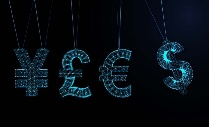 ¥ £ € $